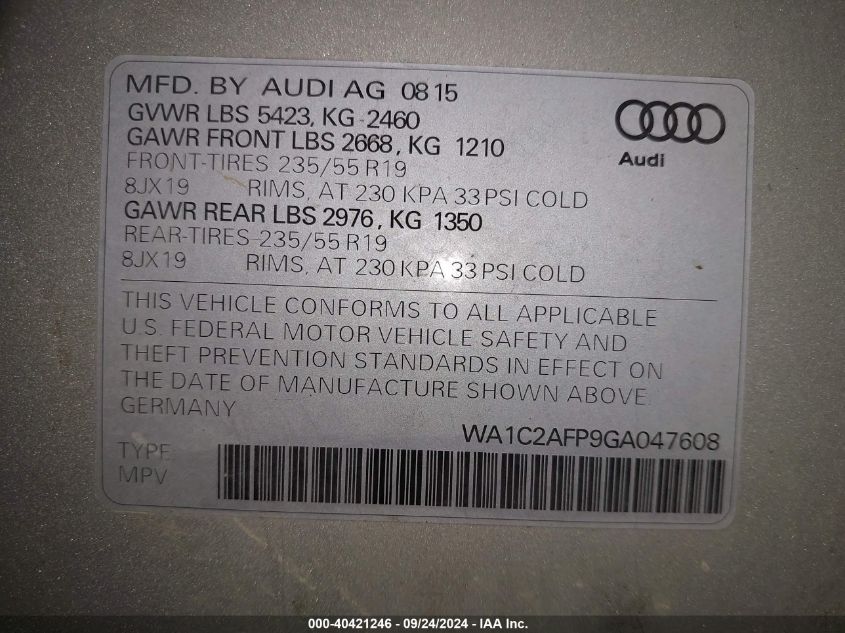 MFD. BY AUDI AG 0815
GVWR LBS 5423, KG 2460
GAWR FRONT LBS 2668, KG 1210
FRONT-TIRES 235/55 R19
8JX19 RIMS, AT 230 KPA 33 PSI COLD
GAWR REAR LBS 2976, KG 1350
REAR-TIRES 235/55 R19
8JX19 RIMS, AT 230 KPA 33 PSI COLD
Audi
THIS VEHICLE CONFORMS TO ALL APPLICABLE
U.S. FEDERAL MOTOR VEHICLE SAFETY AND
THEFT PREVENTION STANDARDS IN EFFECT ON
THE DATE OF MANUFACTURE SHOWN ABOVE.
GERMANY
WA1C2AFP9GA047608
TYPE
MPV
000-40421246 - 09/24/2024 - IAA Inc.